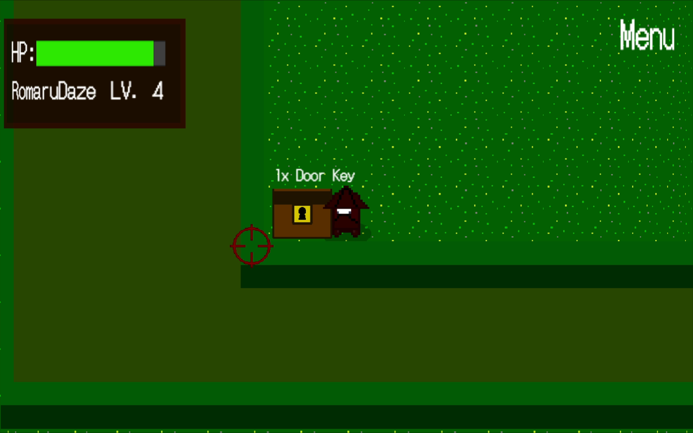 HP:
RomaruDaze LV. 4
Menu
1x Door Key